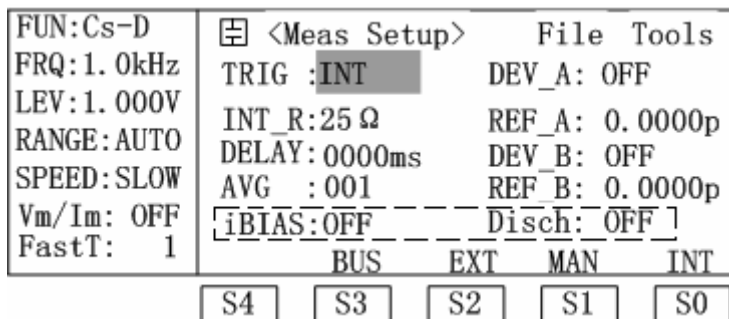 FUN:Cs-D
FRQ:1.0kHz
LEV:1.000V
RANGE:AUTO
SPEED:SLOW
Vm/Im: OFF
FastT: 1
<Meas Setup> File Tools
TRIG :INT DEV_A: OFF
INT_R:25Ω REF_A: 0.0000p
DELAY:0000ms DEV_B: OFF
AVG :001 REF_B: 0.0000p
iBIAS:OFF Disch: OFF
BUS EXT MAN INT
S4 S3 S2 S1 S0